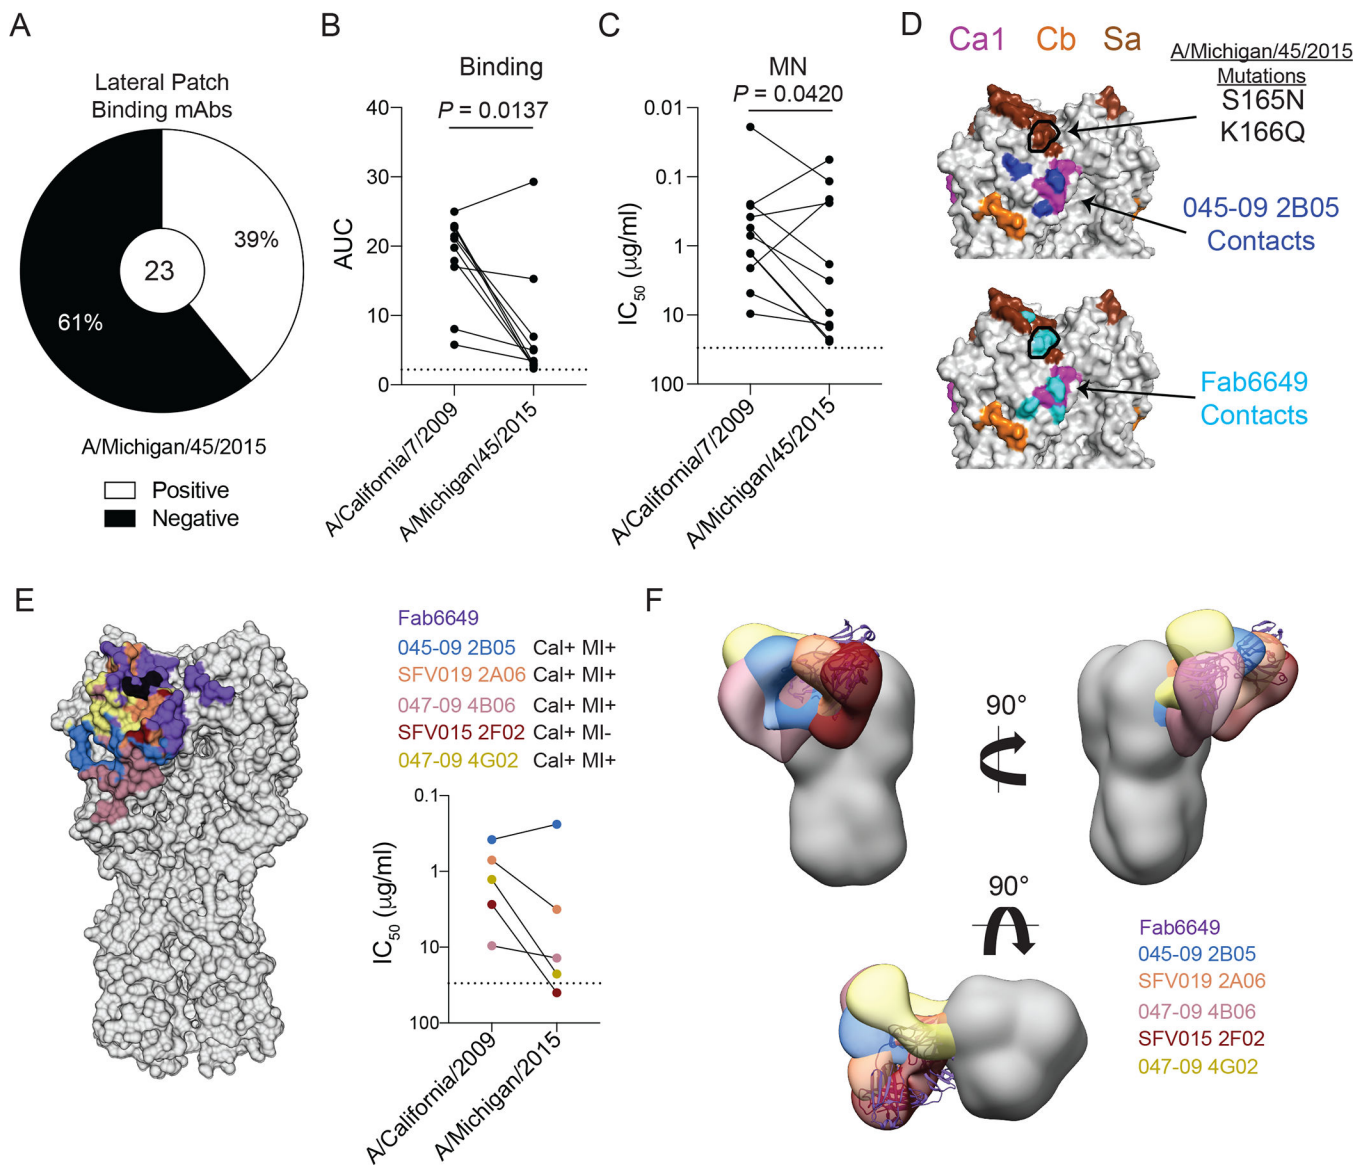 A
Lateral Patch
Binding mAbs
23
39%
61%
A/Michigan/45/2015
Positive
Negative
B
Binding
P = 0.0137
40
30
20
10
0
AUC
A/California/7/2009
A/Michigan/45/2015
C
MN
P = 0.0420
0.01
0.1
1
10
100
IC50 (μg/ml)
A/California/7/2009
A/Michigan/45/2015
D
Ca1 Cb Sa
A/Michigan/45/2015
Mutations
S165N
K166Q
045-09 2B05
Contacts
Fab6649
Contacts
E
Fab6649
045-09 2B05 Cal+ MI+
SFV019 2A06 Cal+ MI+
047-09 4B06 Cal+ MI+
SFV015 2F02 Cal+ MI-
047-09 4G02 Cal+ MI+
0.1
1
10
100
IC50 (μg/ml)
A/California/2009
A/Michigan/2015
F
90°
90°
Fab6649
045-09 2B05
SFV019 2A06
047-09 4B06
SFV015 2F02
047-09 4G02